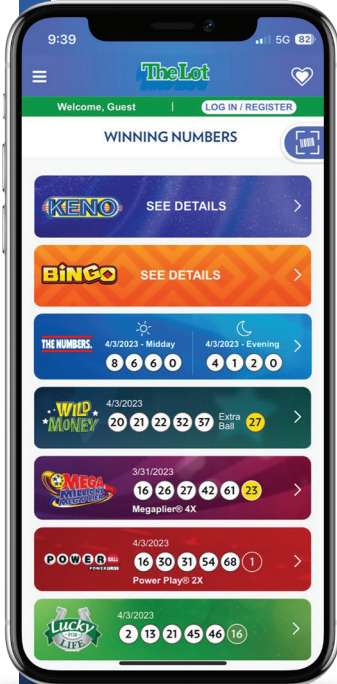 9:39
5G 82
The Lot
Welcome, Guest | LOG IN / REGISTER
WINNING NUMBERS
KENO SEE DETAILS
BINGO SEE DETAILS
THE NUMBERS.
4/3/2023 - Midday
8 6 6 0
4/3/2023 - Evening
4 1 2 0
WILD MONEY
4/3/2023
20 21 22 32 37 Extra Ball 27
MEGA MILLIONS MEGAPLIER
3/31/2023
16 26 27 42 61 23
Megaplier® 4X
POWERBALL POWER PLAY
4/3/2023
16 30 31 54 68 1
Power Play® 2X
Lucky FOR LIFE
4/3/2023
2 13 21 45 46 16